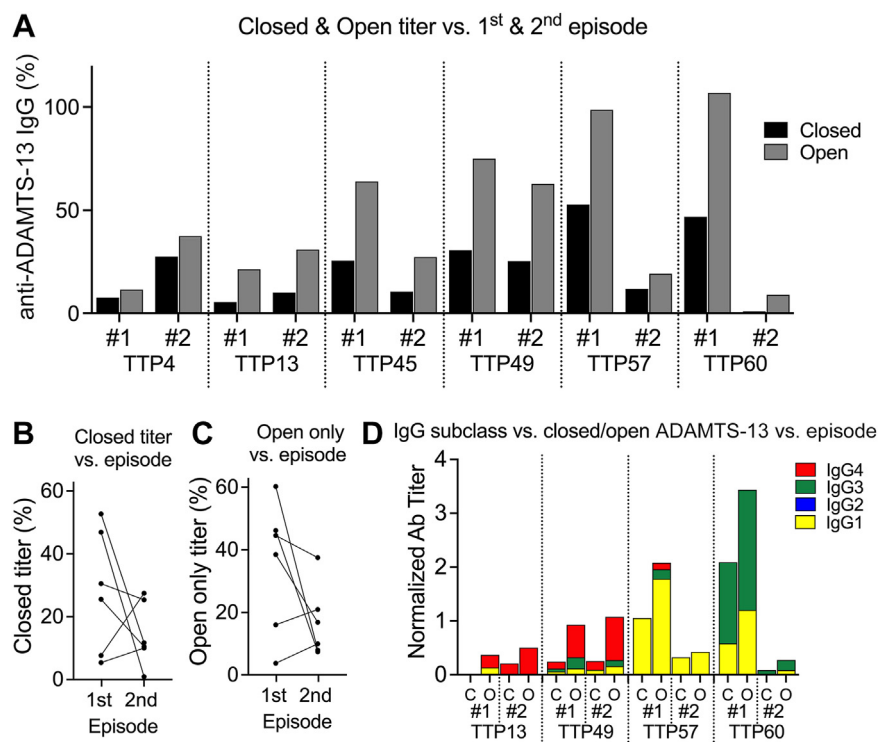 A
Closed & Open titer vs. 1st & 2nd episode
anti-ADAMTS-13 IgG (%)
100
50
0
Closed
Open
#1 #2 #1 #2 #1 #2 #1 #2 #1 #2 #1 #2
TTP4 TTP13 TTP45 TTP49 TTP57 TTP60
B
Closed titer
vs. episode
Closed titer (%)
60
40
20
0
1st 2nd
Episode
C
Open only
vs. episode
Open only titer (%)
60
40
20
0
1st 2nd
Episode
D
IgG subclass vs. closed/open ADAMTS-13 vs. episode
Normalized Ab Titer
4
3
2
1
0
IgG4
IgG3
IgG2
IgG1
C O C O C O C O C O C O C O C O
#1 #2 #1 #2 #1 #2 #1 #2
TTP13 TTP49 TTP57 TTP60